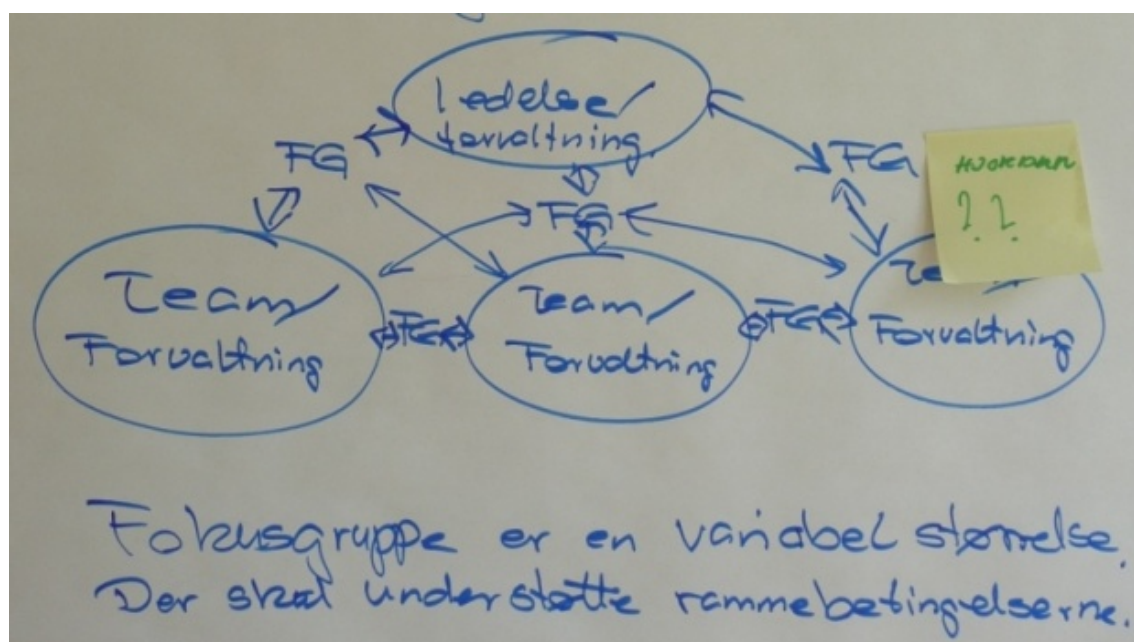 Ledelse/
forvaltning
FG
FG
HVORDAN
??
FG
Team/
Forvaltning
FG
Team/
Forvaltning
FG
Forvaltning
Fokusgruppe er en variabel størrelse.
Der skal understøtte rammebetingelserne.